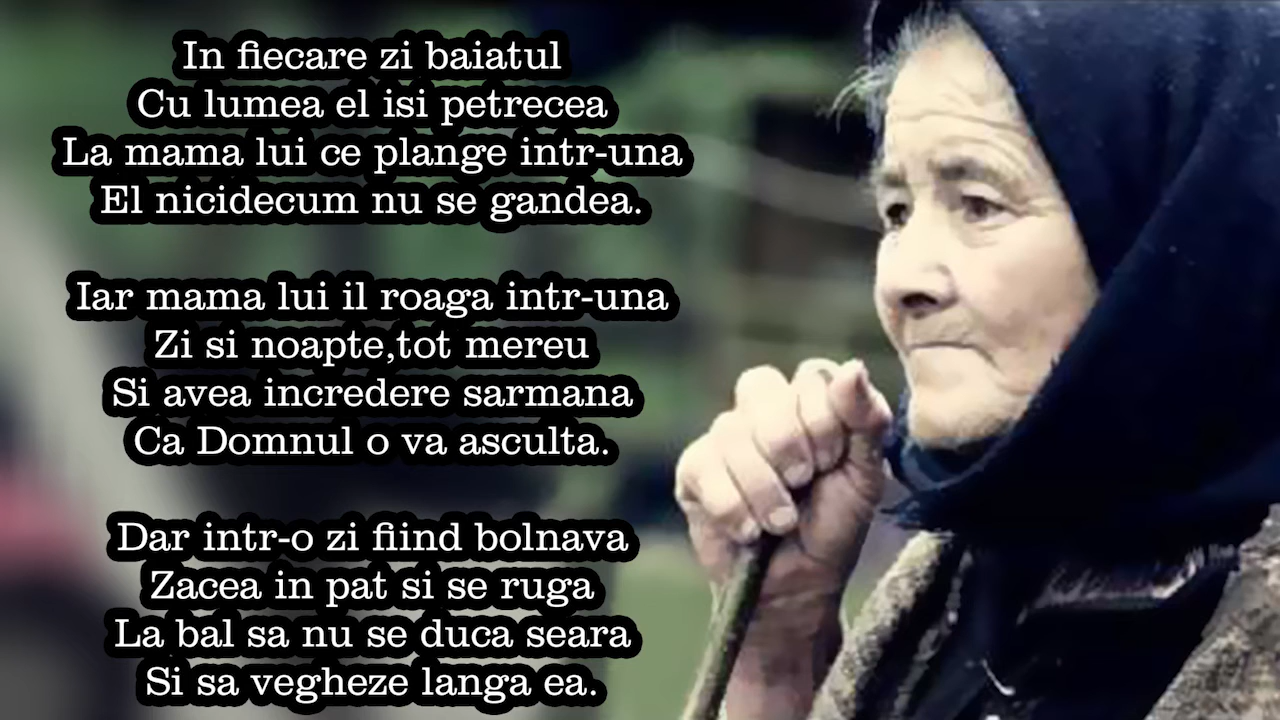 In fiecare zi baiatul
Cu lumea el isi petrecea
La mama lui ce plange intr-una
El nicidecum nu se gandea.
Iar mama lui il roaga intr-una
Zi si noapte,tot mereu
Si avea incredere sarmana
Ca Domnul o va asculta.
Dar intr-o zi fiind bolnava
Zacea in pat si se ruga
La bal sa nu se duca seara
Si sa vegheze langa ea.